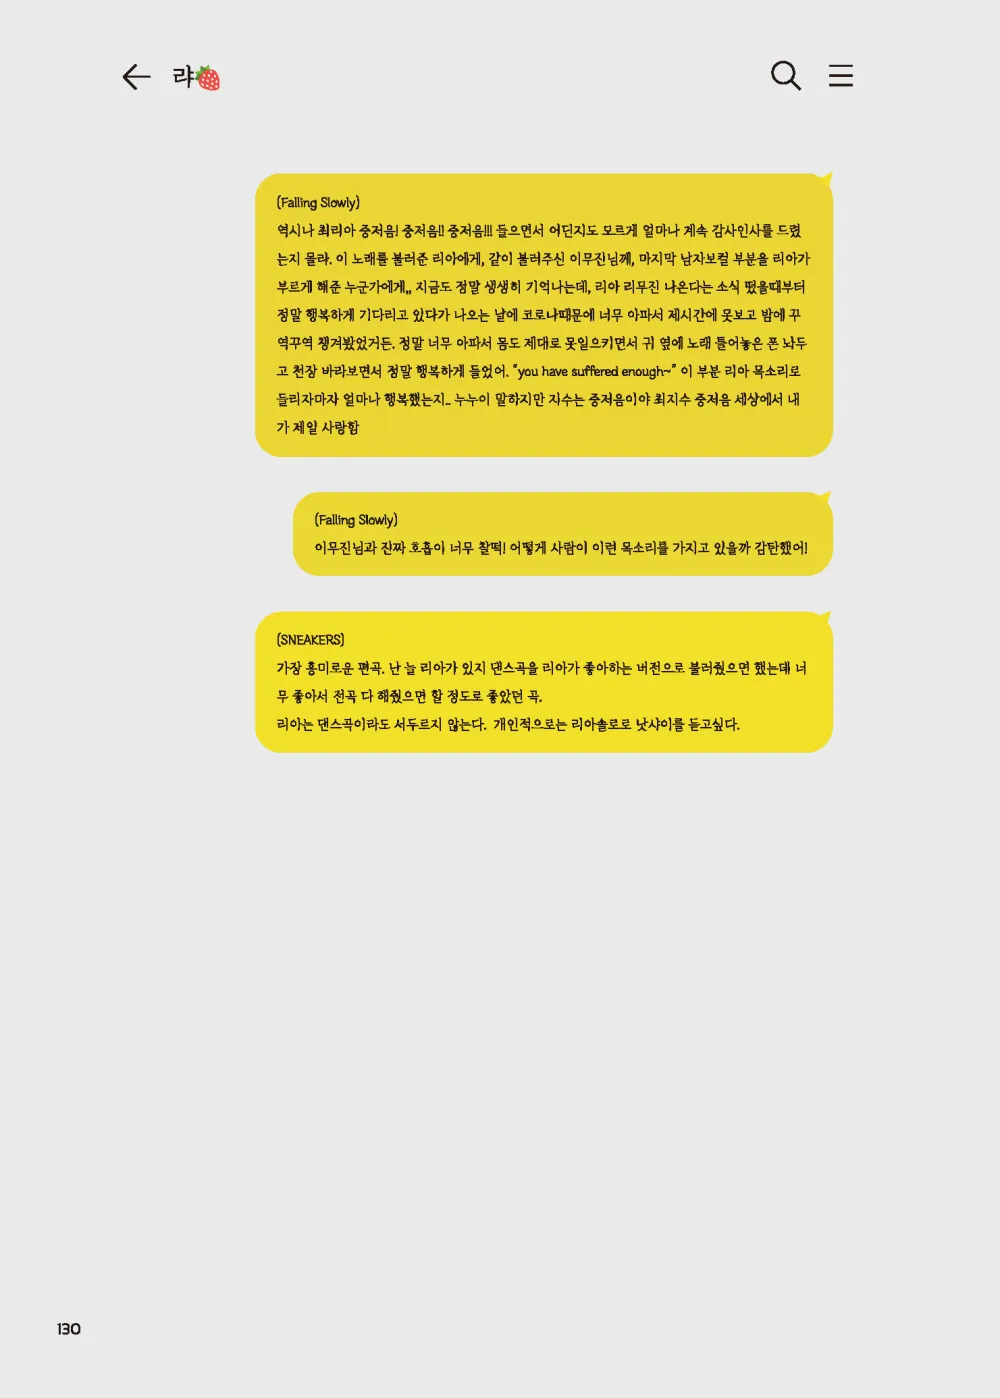 랴🍓
(Falling Slowly)
역시나 최리아 중저음! 중저음!! 중저음!!! 들으면서 어딘지도 모르게 얼마나 계속 감사인사를 드렸
는지 몰라. 이 노래를 불러준 리아에게, 같이 불러주신 이무진님께, 마지막 남자보컬 부분을 리아가
부르게 해준 누군가에게,, 지금도 정말 생생히 기억나는데, 리아 리무진 나온다는 소식 떴을때부터
정말 행복하게 기다리고 있다가 나오는 날에 코로나때문에 너무 아파서 제시간에 못보고 밤에 꾸
역꾸역 챙겨봤었거든. 정말 너무 아파서 몸도 제대로 못일으키면서 귀 옆에 노래 틀어놓은 폰 놔두
고 천장 바라보면서 정말 행복하게 들었어. “you have suffered enough~” 이 부분 리아 목소리로
들리자마자 얼마나 행복했는지.. 누누이 말하지만 지수는 중저음이야 최지수 중저음 세상에서 내
가 제일 사랑함
(Falling Slowly)
이무진님과 진짜 호흡이 너무 찰떡! 어떻게 사람이 이런 목소리를 가지고 있을까 감탄했어!
(SNEAKERS)
가장 흥미로운 편곡. 난 늘 리아가 있지 댄스곡을 리아가 좋아하는 버전으로 불러줬으면 했는데 너
무 좋아서 전곡 다 해줬으면 할 정도로 좋았던 곡.
리아는 댄스곡이라도 서두르지 않는다. 개인적으로는 리아솔로로 낫샤이를 듣고싶다.
130